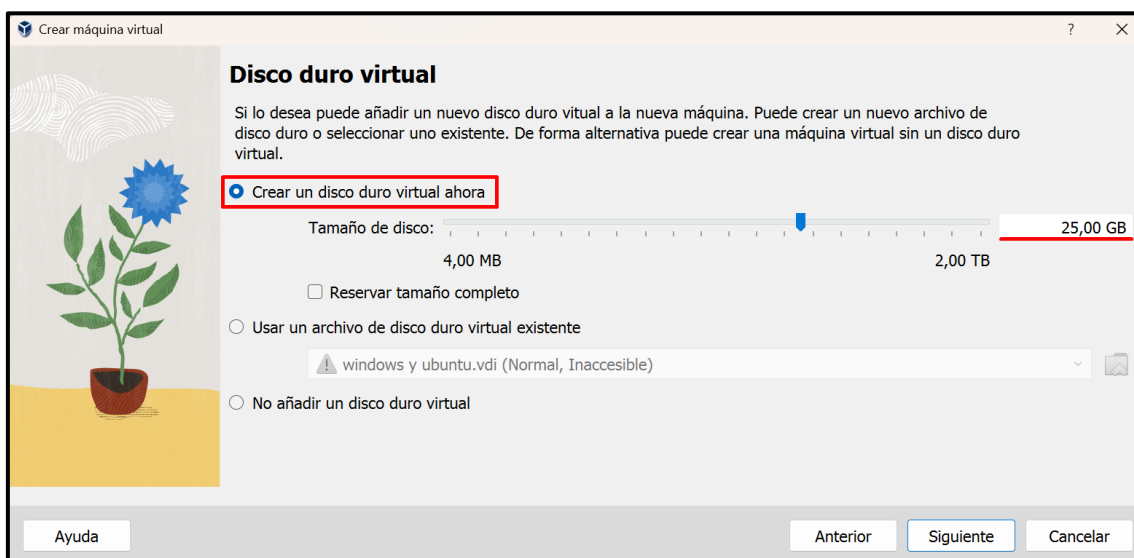 Crear máquina virtual
?
Disco duro virtual
Si lo desea puede añadir un nuevo disco duro vitual a la nueva máquina. Puede crear un nuevo archivo de
disco duro o seleccionar uno existente. De forma alternativa puede crear una máquina virtual sin un disco duro
virtual.
Crear un disco duro virtual ahora
Tamaño de disco:
25,00 GB
4,00 MB
2,00 TB
Reservar tamaño completo
Usar un archivo de disco duro virtual existente
windows y ubuntu.vdi (Normal, Inaccesible)
No añadir un disco duro virtual
Ayuda
Anterior
Siguiente
Cancelar